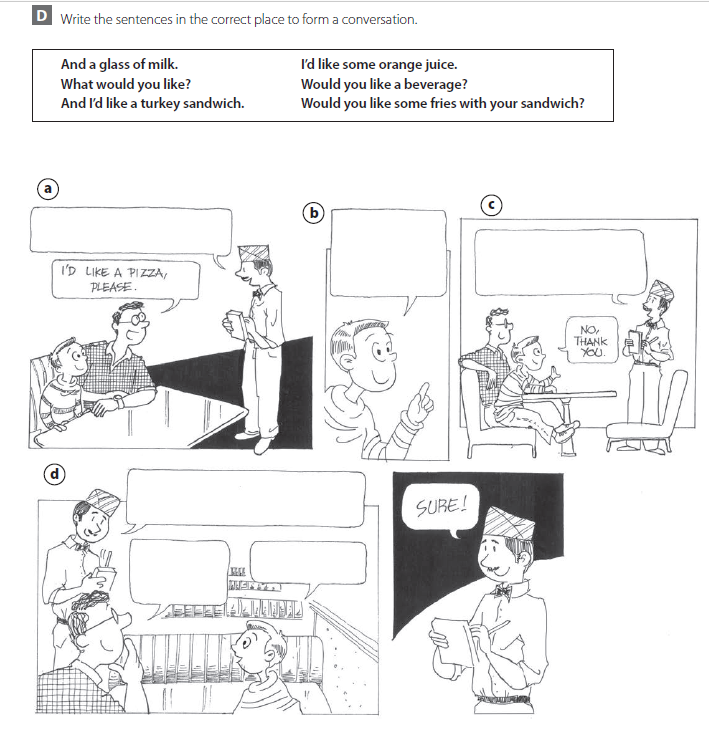 D Write the sentences in the correct place to form a conversation.
And a glass of milk.
What would you like?
And I'd like a turkey sandwich.
I'd like some orange juice.
Would you like a beverage?
Would you like some fries with your sandwich?
a
I'D LIKE A PIZZA,
PLEASE.
b
c
NO,
THANK
YOU.
d
SURE!